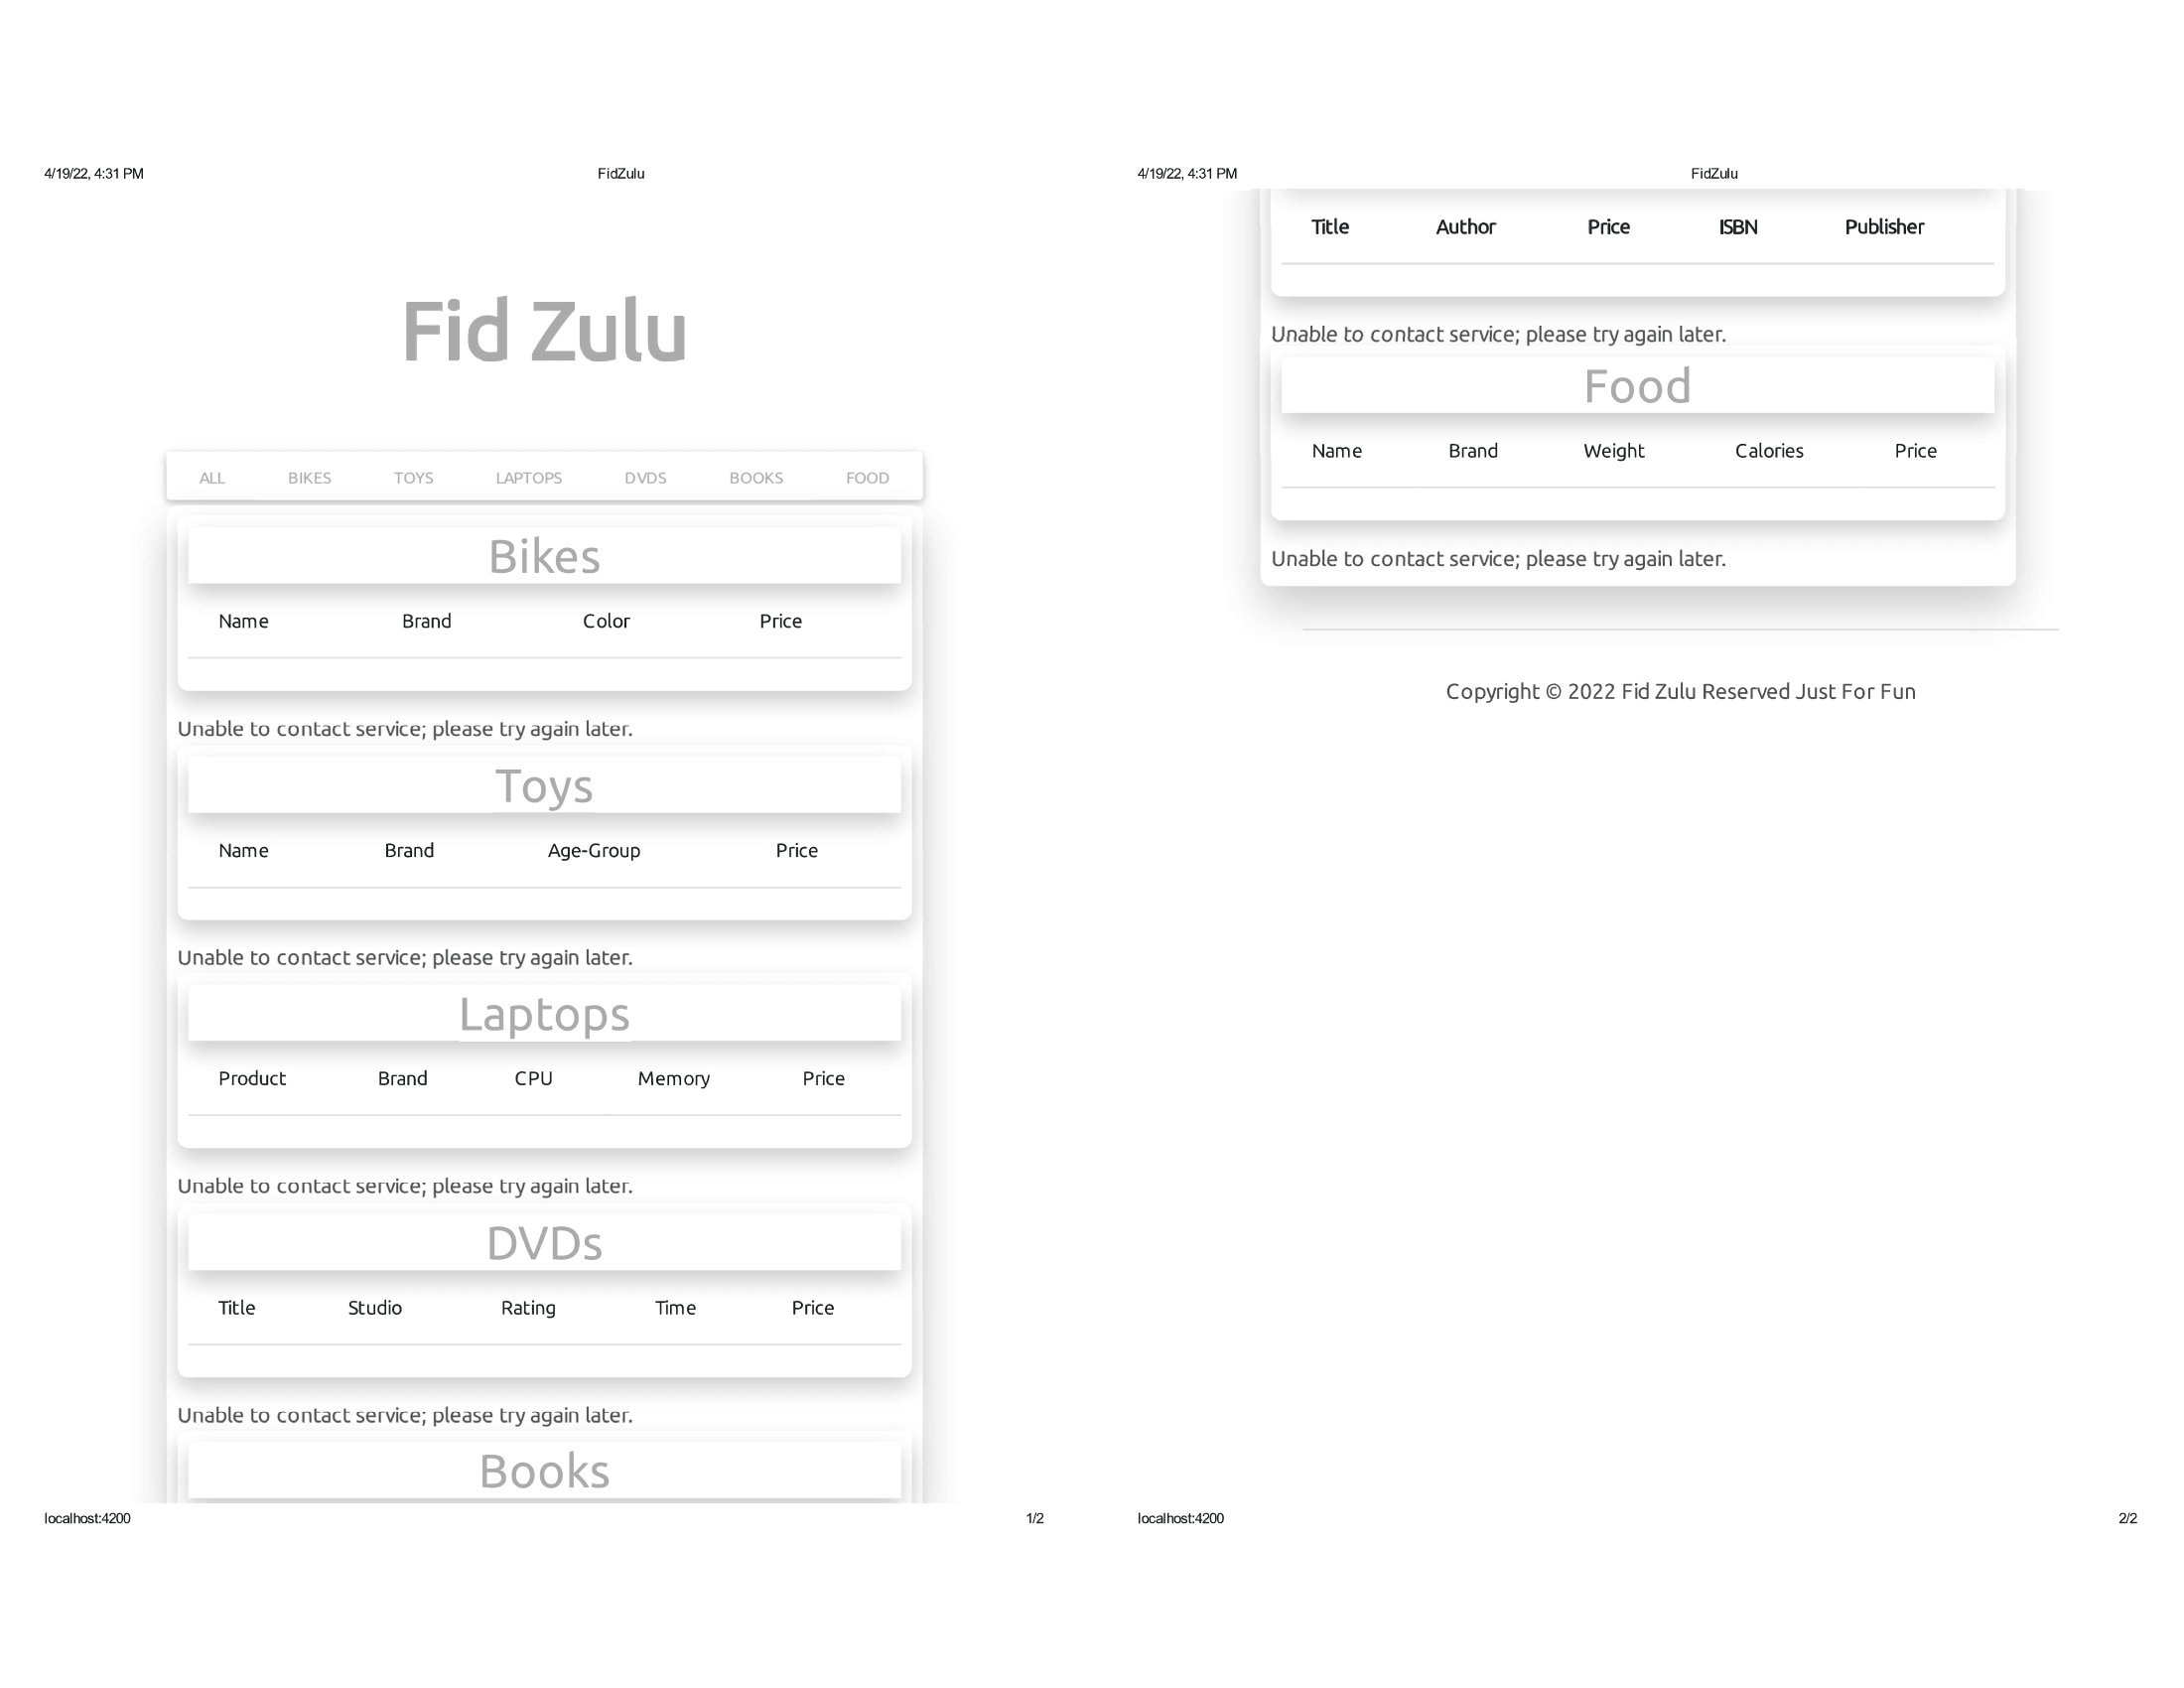 4/19/22, 4:31 PM FidZulu
Fid Zulu
ALL BIKES TOYS LAPTOPS DVDS BOOKS FOOD
Bikes
Name Brand Color Price
Unable to contact service; please try again later.
Toys
Name Brand Age-Group Price
Unable to contact service; please try again later.
Laptops
Product Brand CPU Memory Price
Unable to contact service; please try again later.
DVDs
Title Studio Rating Time Price
Unable to contact service; please try again later.
Books
localhost:4200 1/2
4/19/22, 4:31 PM FidZulu
Title Author Price ISBN Publisher
Unable to contact service; please try again later.
Food
Name Brand Weight Calories Price
Unable to contact service; please try again later.
Copyright © 2022 Fid Zulu Reserved Just For Fun
localhost:4200 2/2